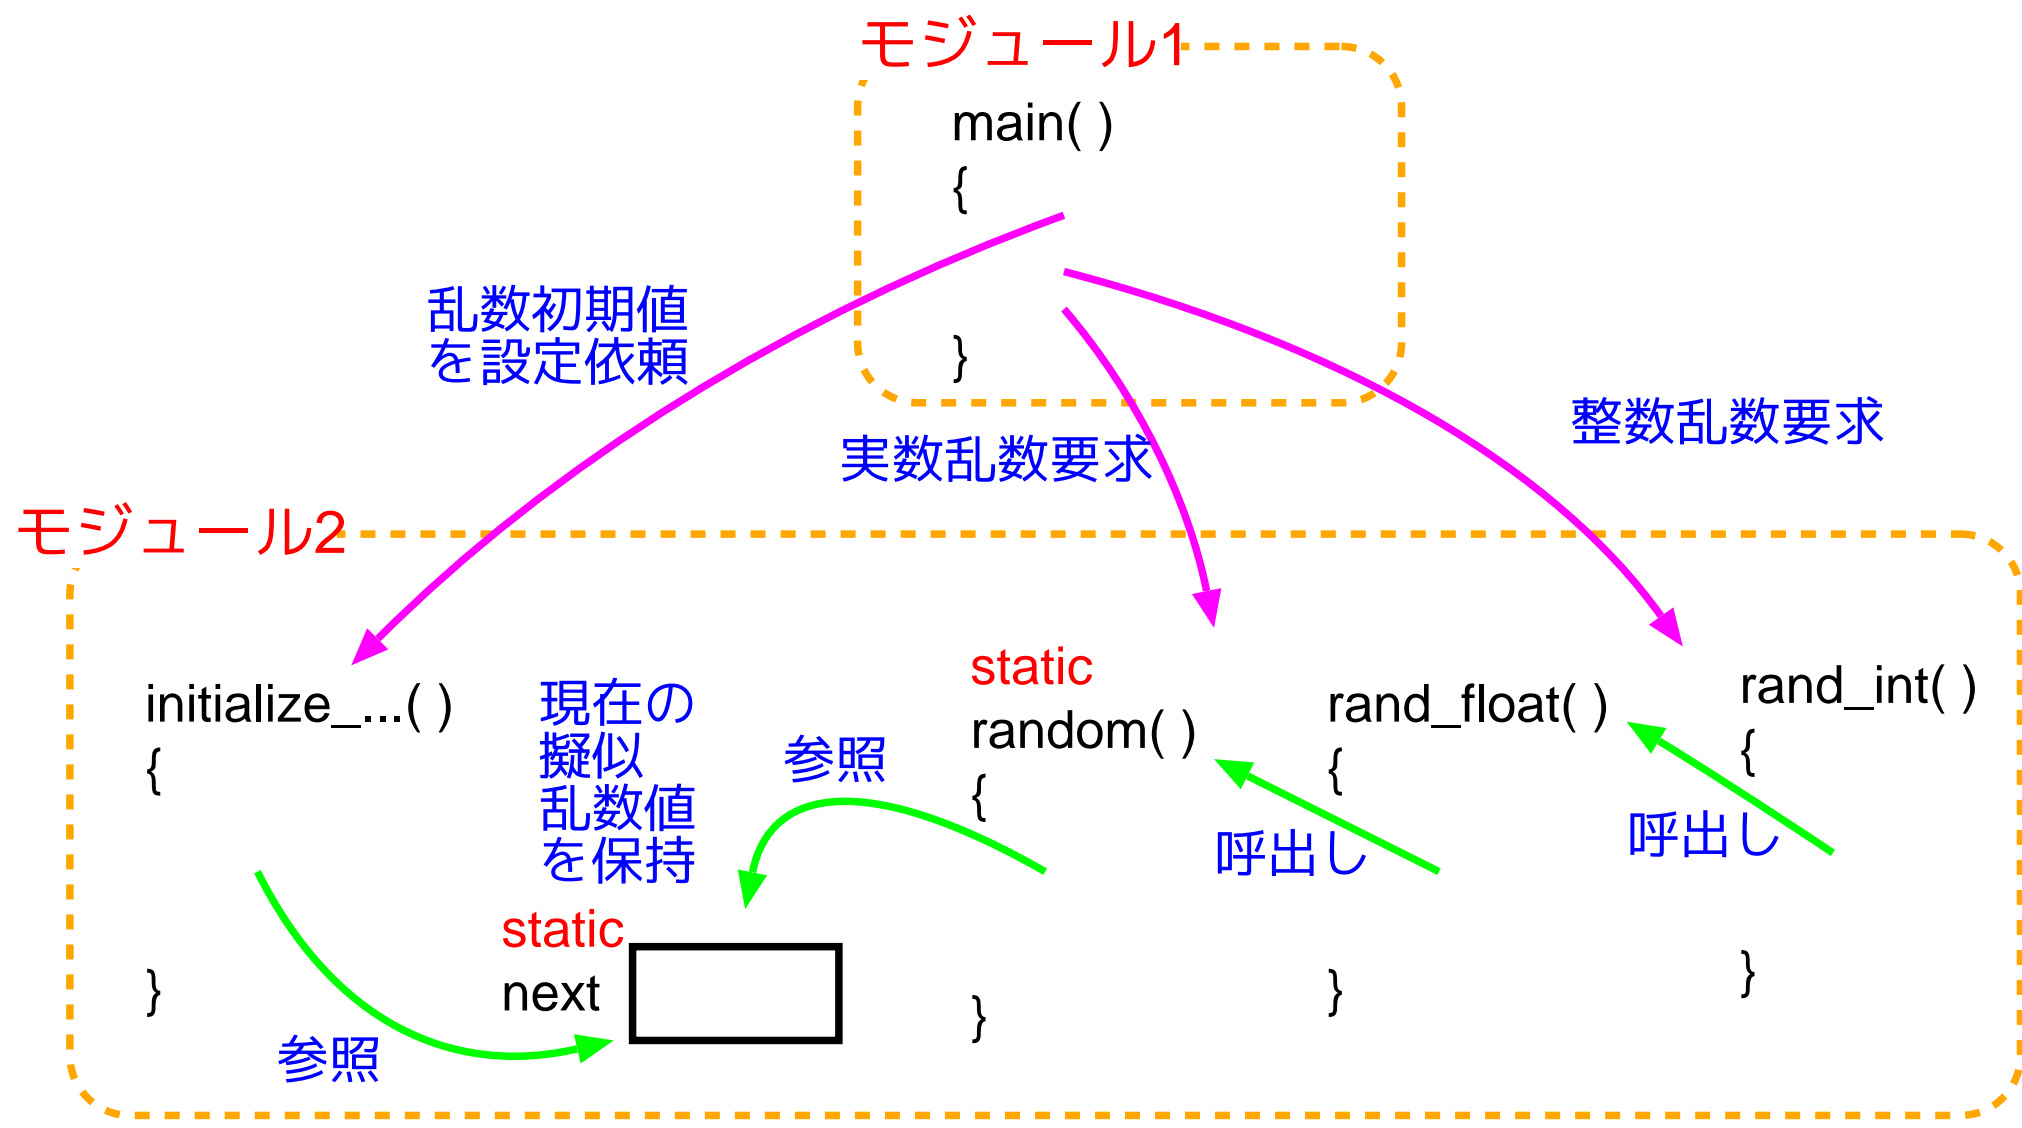 モジュール1
main( )
{
}
乱数初期値
を設定依頼
実数乱数要求
整数乱数要求
モジュール2
initialize_...( )
{
}
参照
現在の
擬似
乱数値
を保持
static
next
参照
static
random( )
{
}
呼出し
rand_float( )
{
}
呼出し
rand_int( )
{
}